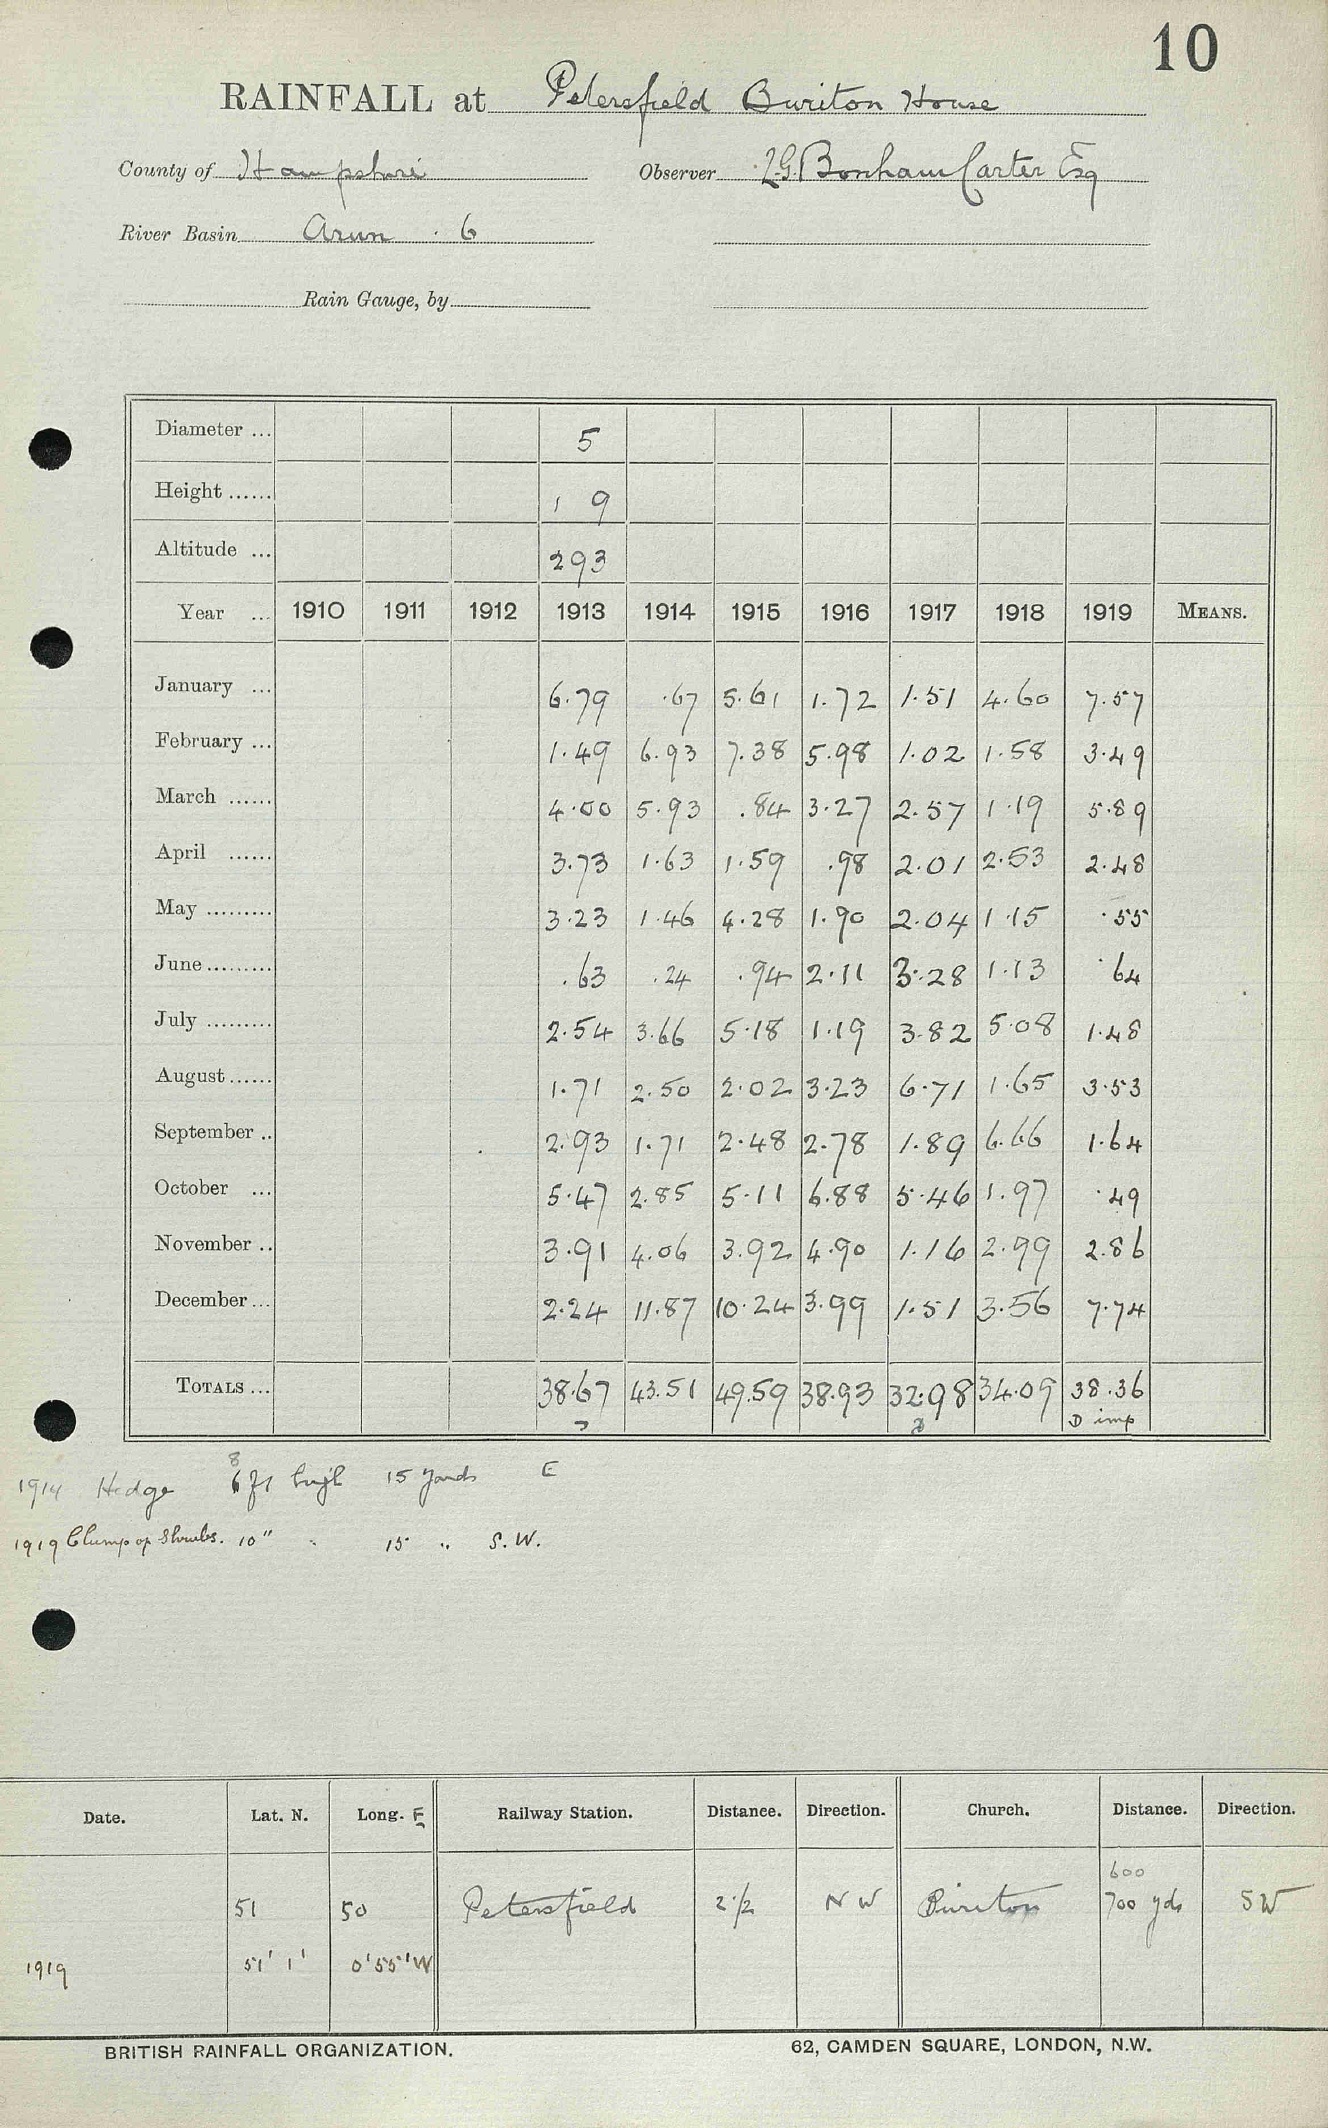 10
RAINFALL at Petersfield Buriton House
County of Hampshire Observer L.G. Bonham Carter Esq
River Basin Arun . 6
Rain Gauge, by
Diameter ... 5
Height ...... 1 9
Altitude ... 293
Year ... 1910 1911 1912 1913 1914 1915 1916 1917 1918 1919 MEANS.
January ... 6.79 .67 5.61 1.72 1.51 4.60 7.57
February ... 1.49 6.93 7.38 5.98 1.02 1.58 3.49
March ...... 4.00 5.93 .84 3.27 2.57 1.19 5.89
April ...... 3.73 1.63 1.59 .98 2.01 2.53 2.48
May ......... 3.23 1.46 4.28 1.90 2.04 1.15 .55
June ......... .63 .24 .94 2.11 3.28 1.13 .64
July ......... 2.54 3.66 5.18 1.19 3.82 5.08 1.48
August ...... 1.71 2.50 2.02 3.23 6.71 1.65 3.53
September .. 2.93 1.71 2.48 2.78 1.89 6.66 1.64
October ... 5.47 2.85 5.11 6.88 5.46 1.97 .49
November .. 3.91 4.06 3.92 4.90 1.16 2.99 2.86
December ... 2.24 11.87 10.24 3.99 1.51 3.56 7.74
TOTALS ... 38.67 43.51 49.59 38.93 32.98 34.09 38.36
D imp
8
1914 Hedge 6 ft high 15 yards E
1919 Clump of Shrubs. 10" " 15 " S.W.
Date. Lat. N. Long. E Railway Station. Distance. Direction. Church. Distance. Direction.
600
51 50 Petersfield 2 1/2 N W Buriton 700 yds SW
1919 51' 1' 0'55'W
BRITISH RAINFALL ORGANIZATION. 62, CAMDEN SQUARE, LONDON, N.W.